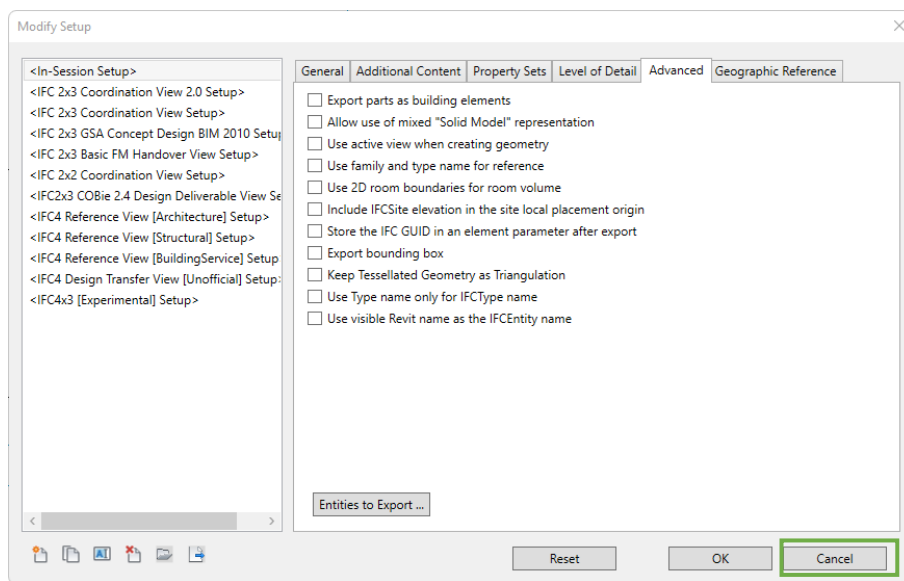 Modify Setup
<In-Session Setup>
<IFC 2x3 Coordination View 2.0 Setup>
<IFC 2x3 Coordination View Setup>
<IFC 2x3 GSA Concept Design BIM 2010 Setu
<IFC 2x3 Basic FM Handover View Setup>
<IFC 2x2 Coordination View Setup>
<IFC2x3 COBie 2.4 Design Deliverable View Se
<IFC4 Reference View [Architecture] Setup>
<IFC4 Reference View [Structural] Setup>
<IFC4 Reference View [BuildingService] Setup
<IFC4 Design Transfer View [Unofficial] Setup>
<IFC4x3 [Experimental] Setup>
General Additional Content Property Sets Level of Detail Advanced Geographic Reference
Export parts as building elements
Allow use of mixed "Solid Model" representation
Use active view when creating geometry
Use family and type name for reference
Use 2D room boundaries for room volume
Include IFCSite elevation in the site local placement origin
Store the IFC GUID in an element parameter after export
Export bounding box
Keep Tessellated Geometry as Triangulation
Use Type name only for IFCType name
Use visible Revit name as the IFCEntity name
Entities to Export ...
Reset OK Cancel